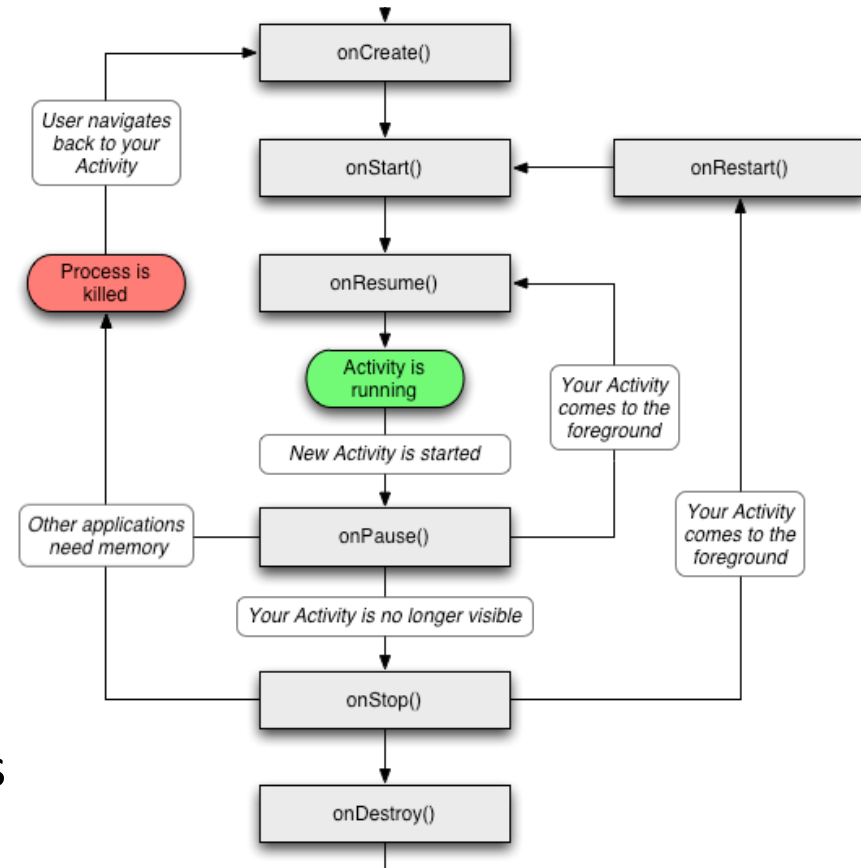 onCreate()
User navigates
back to your
Activity
onStart()
onRestart()
Process is
killed
onResume()
Activity is
running
Your Activity
comes to the
foreground
New Activity is started
Other applications
need memory
onPause()
Your Activity
comes to the
foreground
Your Activity is no longer visible
onStop()
s
onDestroy()